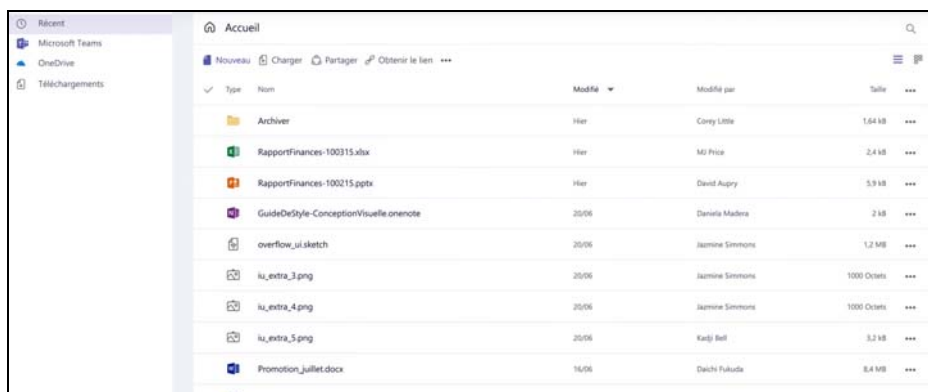 Récent
Microsoft Teams
OneDrive
Téléchargements
Accueil
Nouveau Charger Partager Obtenir le lien •••
Type Nom Modifié Modifié par Taille •••
Archiver Hier Corey Little 1,64 kB •••
RapportFinances-100315.xlsx Hier MJ Price 2,4 kB •••
RapportFinances-100215.pptx Hier David Aupry 5,9 kB •••
GuideDeStyle-ConceptionVisuelle.onenote 20/06 Daniela Madera 2 kB •••
overflow_ui.sketch 20/06 Jazmine Simmons 1,2 MB •••
iu_extra_3.png 20/06 Jazmine Simmons 1000 Octets •••
iu_extra_4.png 20/06 Jazmine Simmons 1000 Octets •••
iu_extra_5.png 20/06 Kadji Bell 3,2 kB •••
Promotion_juillet.docx 16/06 Daichi Fukuda 8,4 MB •••